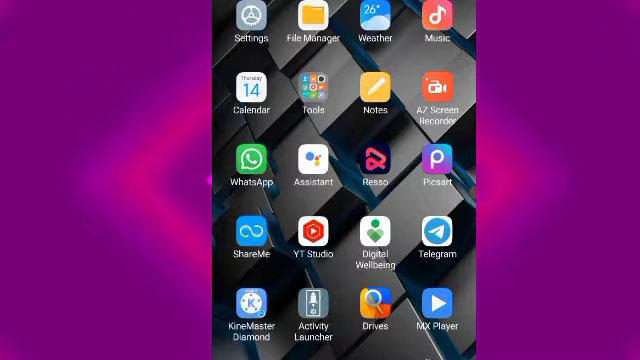 26°
Settings
File Manager
Weather
Music
Thursday
14
Calendar
Tools
Notes
AZ Screen
Recorder
WhatsApp
Assistant
Resso
Picsart
ShareMe
YT Studio
Digital
Wellbeing
Telegram
KineMaster
Diamond
Activity
Launcher
Drives
MX Player